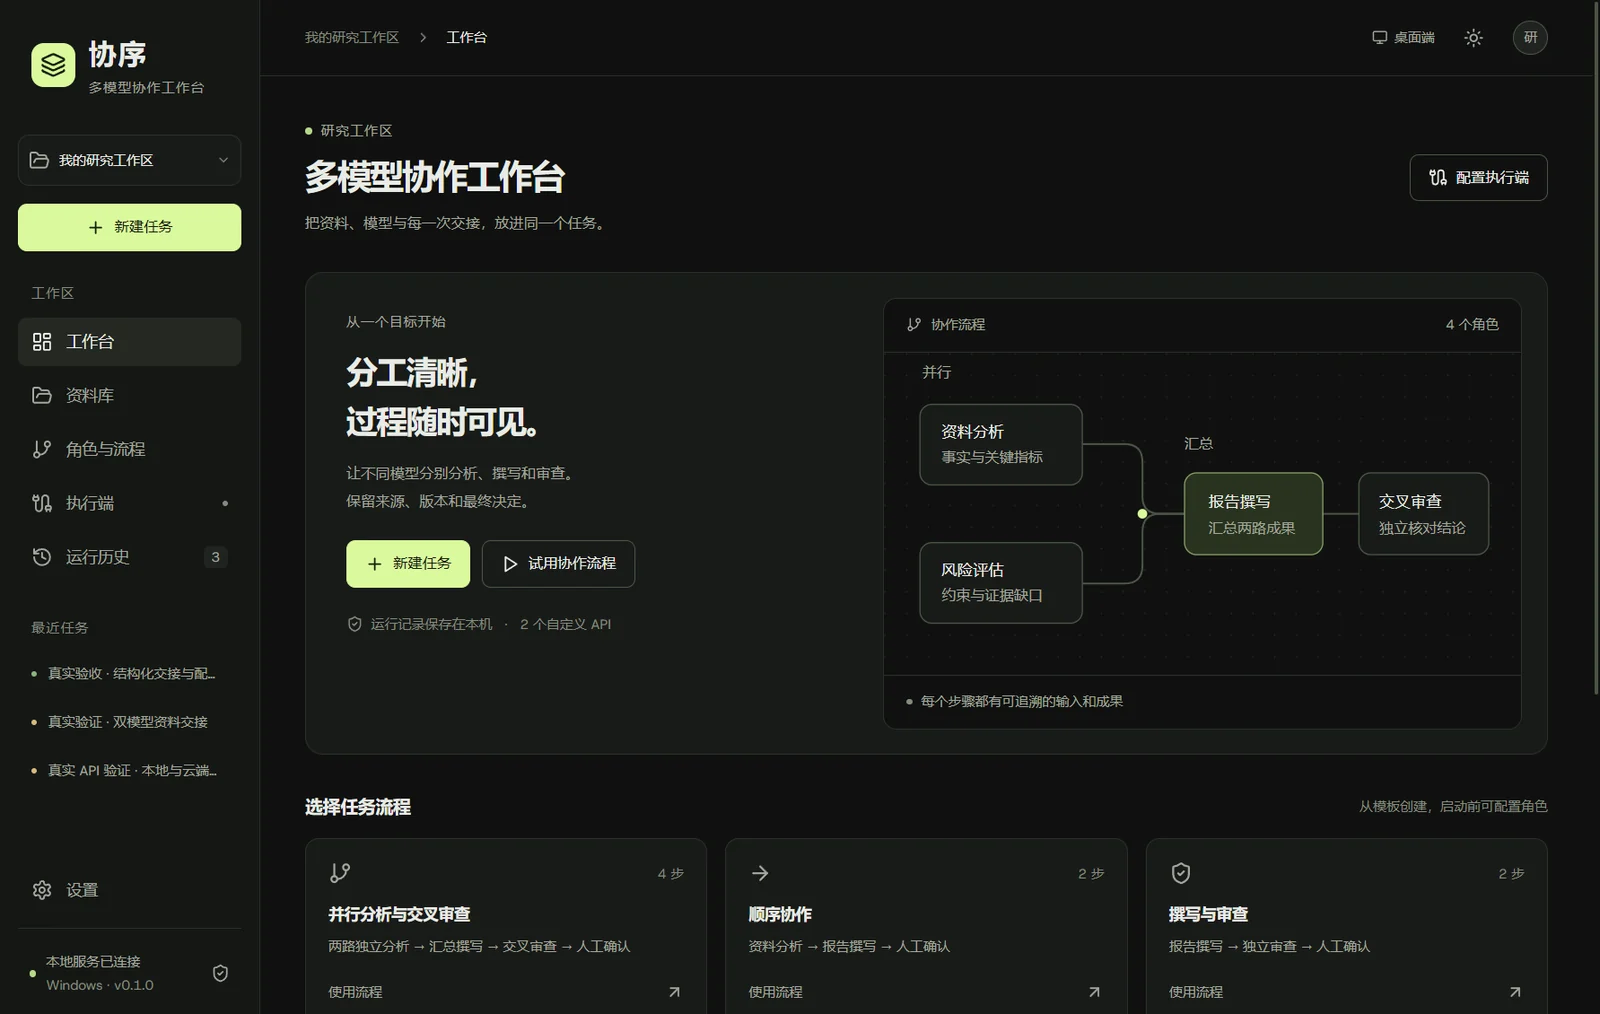 协序
多模型协作工作台
我的研究工作区
新建任务
工作区
工作台
资料库
角色与流程
执行端
运行历史
3
最近任务
真实验收 · 结构化交接与配...
真实验证 · 双模型资料交接
真实 API 验证 · 本地与云端...
设置
本地服务已连接
Windows · v0.1.0
我的研究工作区 > 工作台
桌面端
研
研究工作区
多模型协作工作台
把资料、模型与每一次交接，放进同一个任务。
配置执行端
从一个目标开始
分工清晰，
过程随时可见。
让不同模型分别分析、撰写和审查。
保留来源、版本和最终决定。
新建任务
试用协作流程
运行记录保存在本机 · 2 个自定义 API
协作流程
4 个角色
并行
资料分析
事实与关键指标
风险评估
约束与证据缺口
汇总
报告撰写
汇总两路成果
交叉审查
独立核对结论
每个步骤都有可追溯的输入和成果
选择任务流程
从模板创建，启动前可配置角色
4 步
并行分析与交叉审查
两路独立分析 → 汇总撰写 → 交叉审查 → 人工确认
使用流程
2 步
顺序协作
资料分析 → 报告撰写 → 人工确认
使用流程
2 步
撰写与审查
报告撰写 → 独立审查 → 人工确认
使用流程